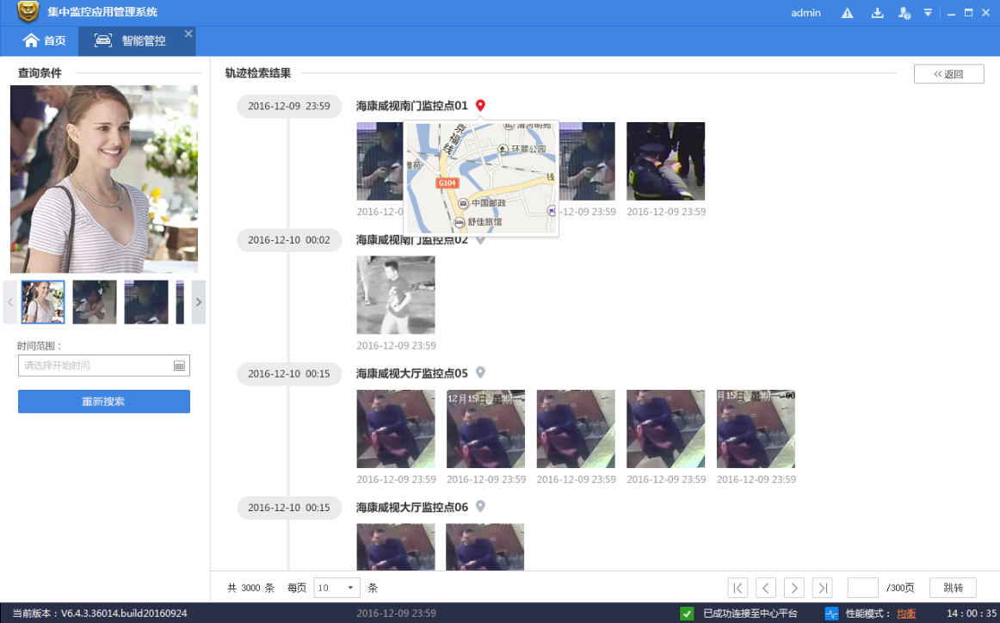 集中监控应用管理系统
admin
首页
智能管控
查询条件
轨迹检索结果
<<返回
2016-12-09 23:59
海康威视南门监控点01
京福线
环翠公园
G104
中国邮政
舒佳旅馆
2016-12-0
-12-09 23:59
2016-12-09 23:59
2016-12-10 00:02
海康威视南门监控点02
2016-12-09 23:59
时间范围：
请选择开始时间
重新搜索
2016-12-10 00:15
海康威视大厅监控点05
12月15日 星期
月15日 星期
2016-12-09 23:59
2016-12-09 23:59
2016-12-09 23:59
2016-12-09 23:59
2016-12-09 23:59
2016-12-10 00:15
海康威视大厅监控点06
共 3000 条 每页 10 条
/300页
跳转
当前版本：V6.4.3.36014.build20160924
2016-12-09 23:59
已成功连接至中心平台
性能模式：均衡
14：00：35